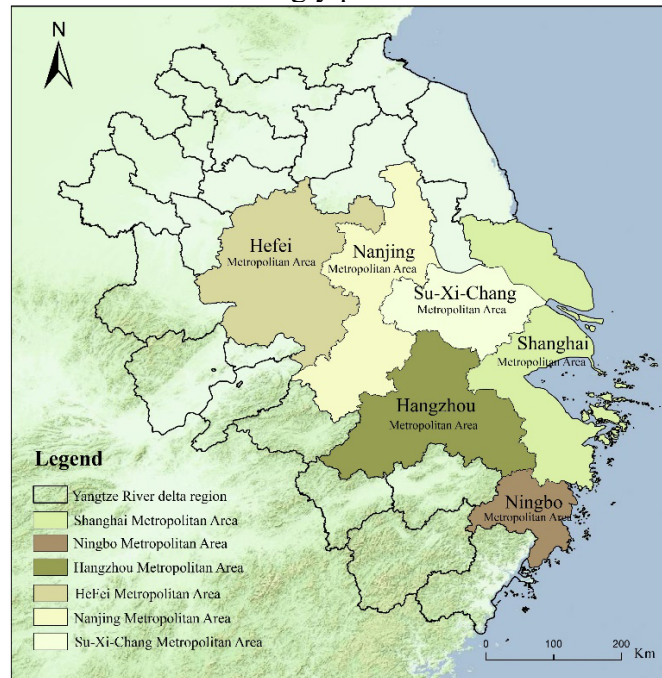 N
Hefei
Metropolitan Area
Nanjing
Metropolitan Area
Su-Xi-Chang
Metropolitan Area
Shanghai
Metropolitan Area
Hangzhou
Metropolitan Area
Ningbo
Metropolitan Area
Legend
Yangtze River delta region
Shanghai Metropolitan Area
Ningbo Metropolitan Area
Hangzhou Metropolitan Area
HeFei Metropolitan Area
Nanjing Metropolitan Area
Su-Xi-Chang Metropolitan Area
0 100 200
Km